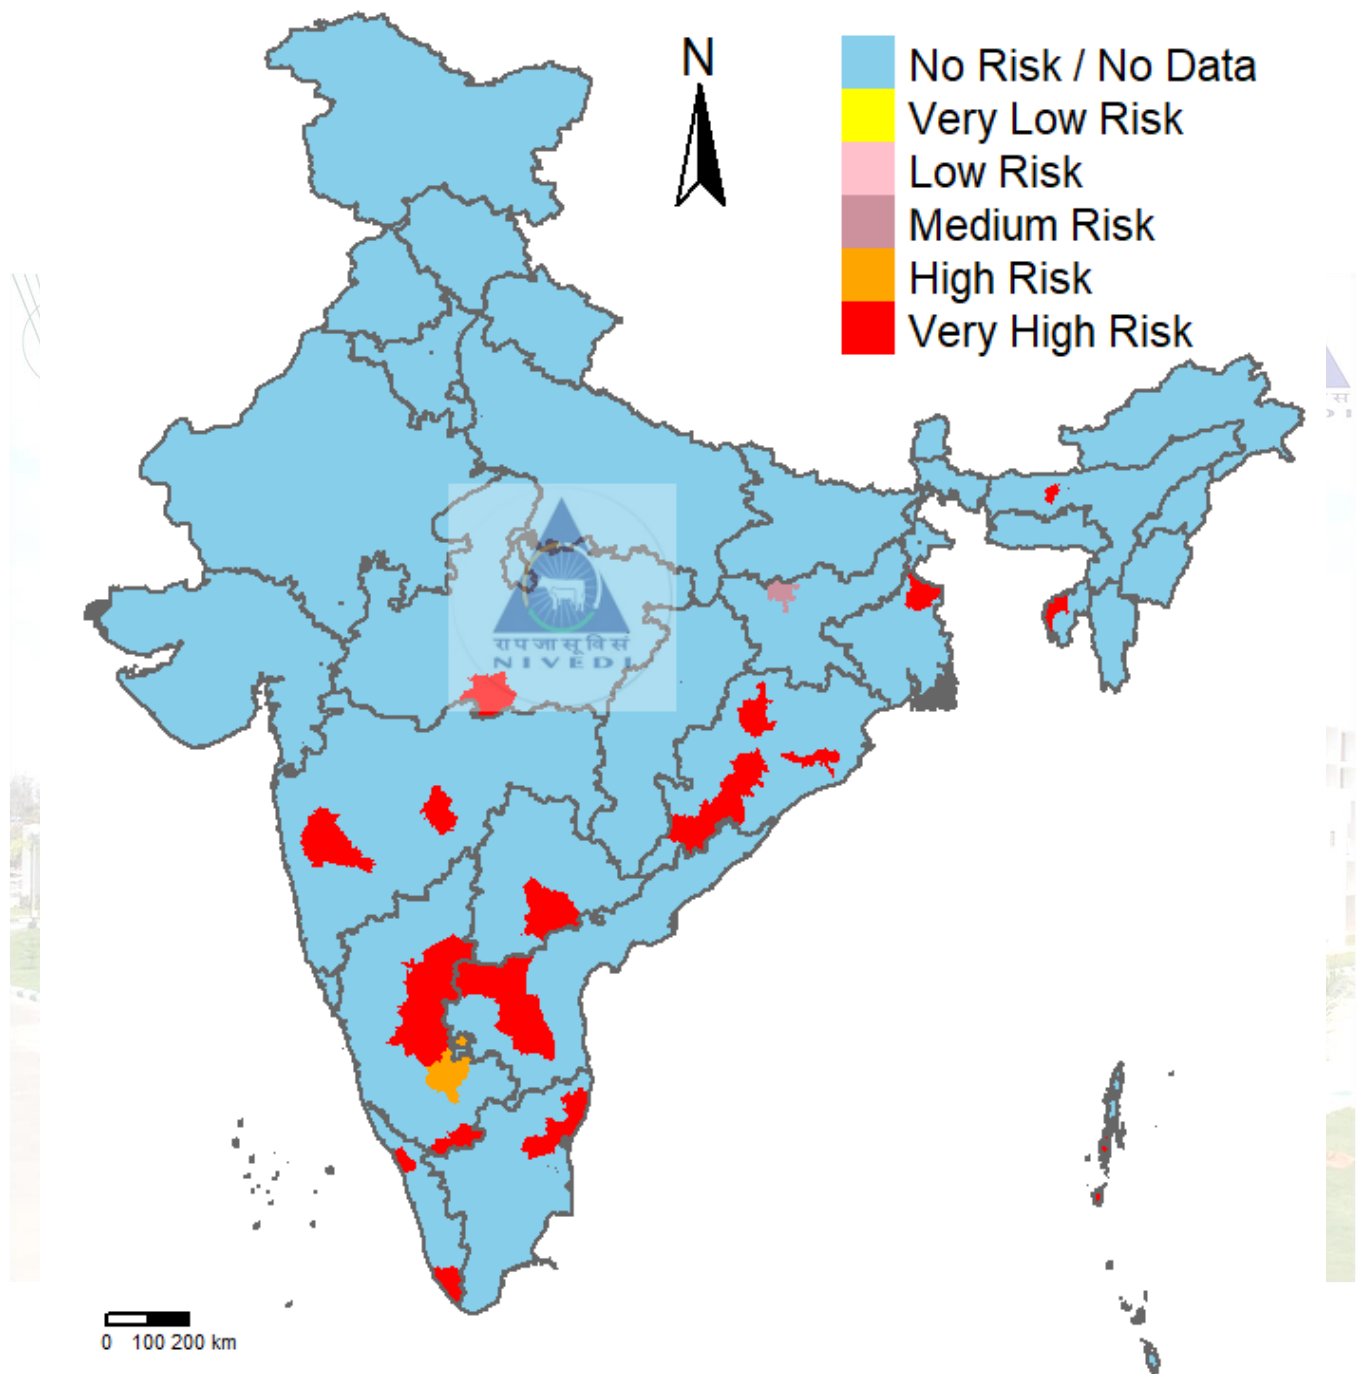 N
No Risk / No Data
Very Low Risk
Low Risk
Medium Risk
High Risk
Very High Risk
रा प जा सू वि सं
NIVEDI
0 100 200 km